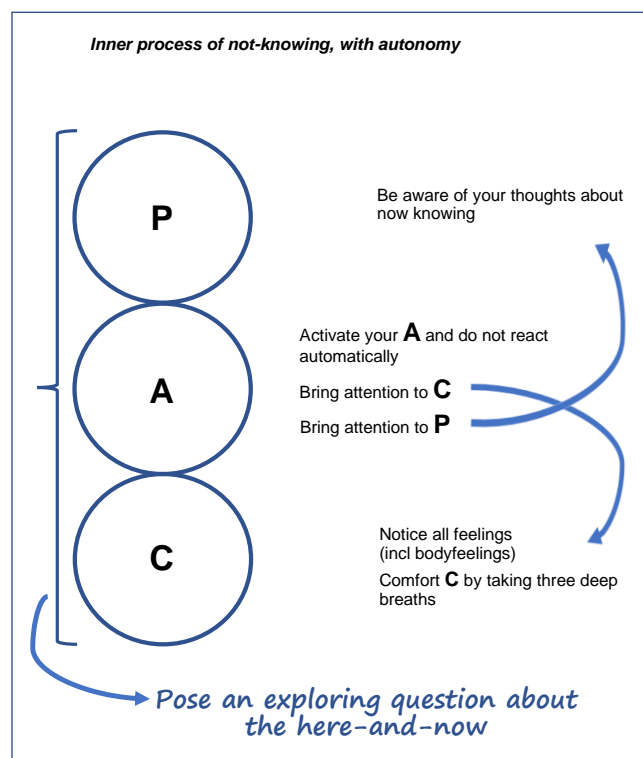 Inner process of not-knowing, with autonomy
P
Be aware of your thoughts about
now knowing
Activate your A and do not react
automatically
A
Bring attention to C
Bring attention to P
Notice all feelings
(incl bodyfeelings)
C
Comfort C by taking three deep
breaths
Pose an exploring question about
the here-and-now